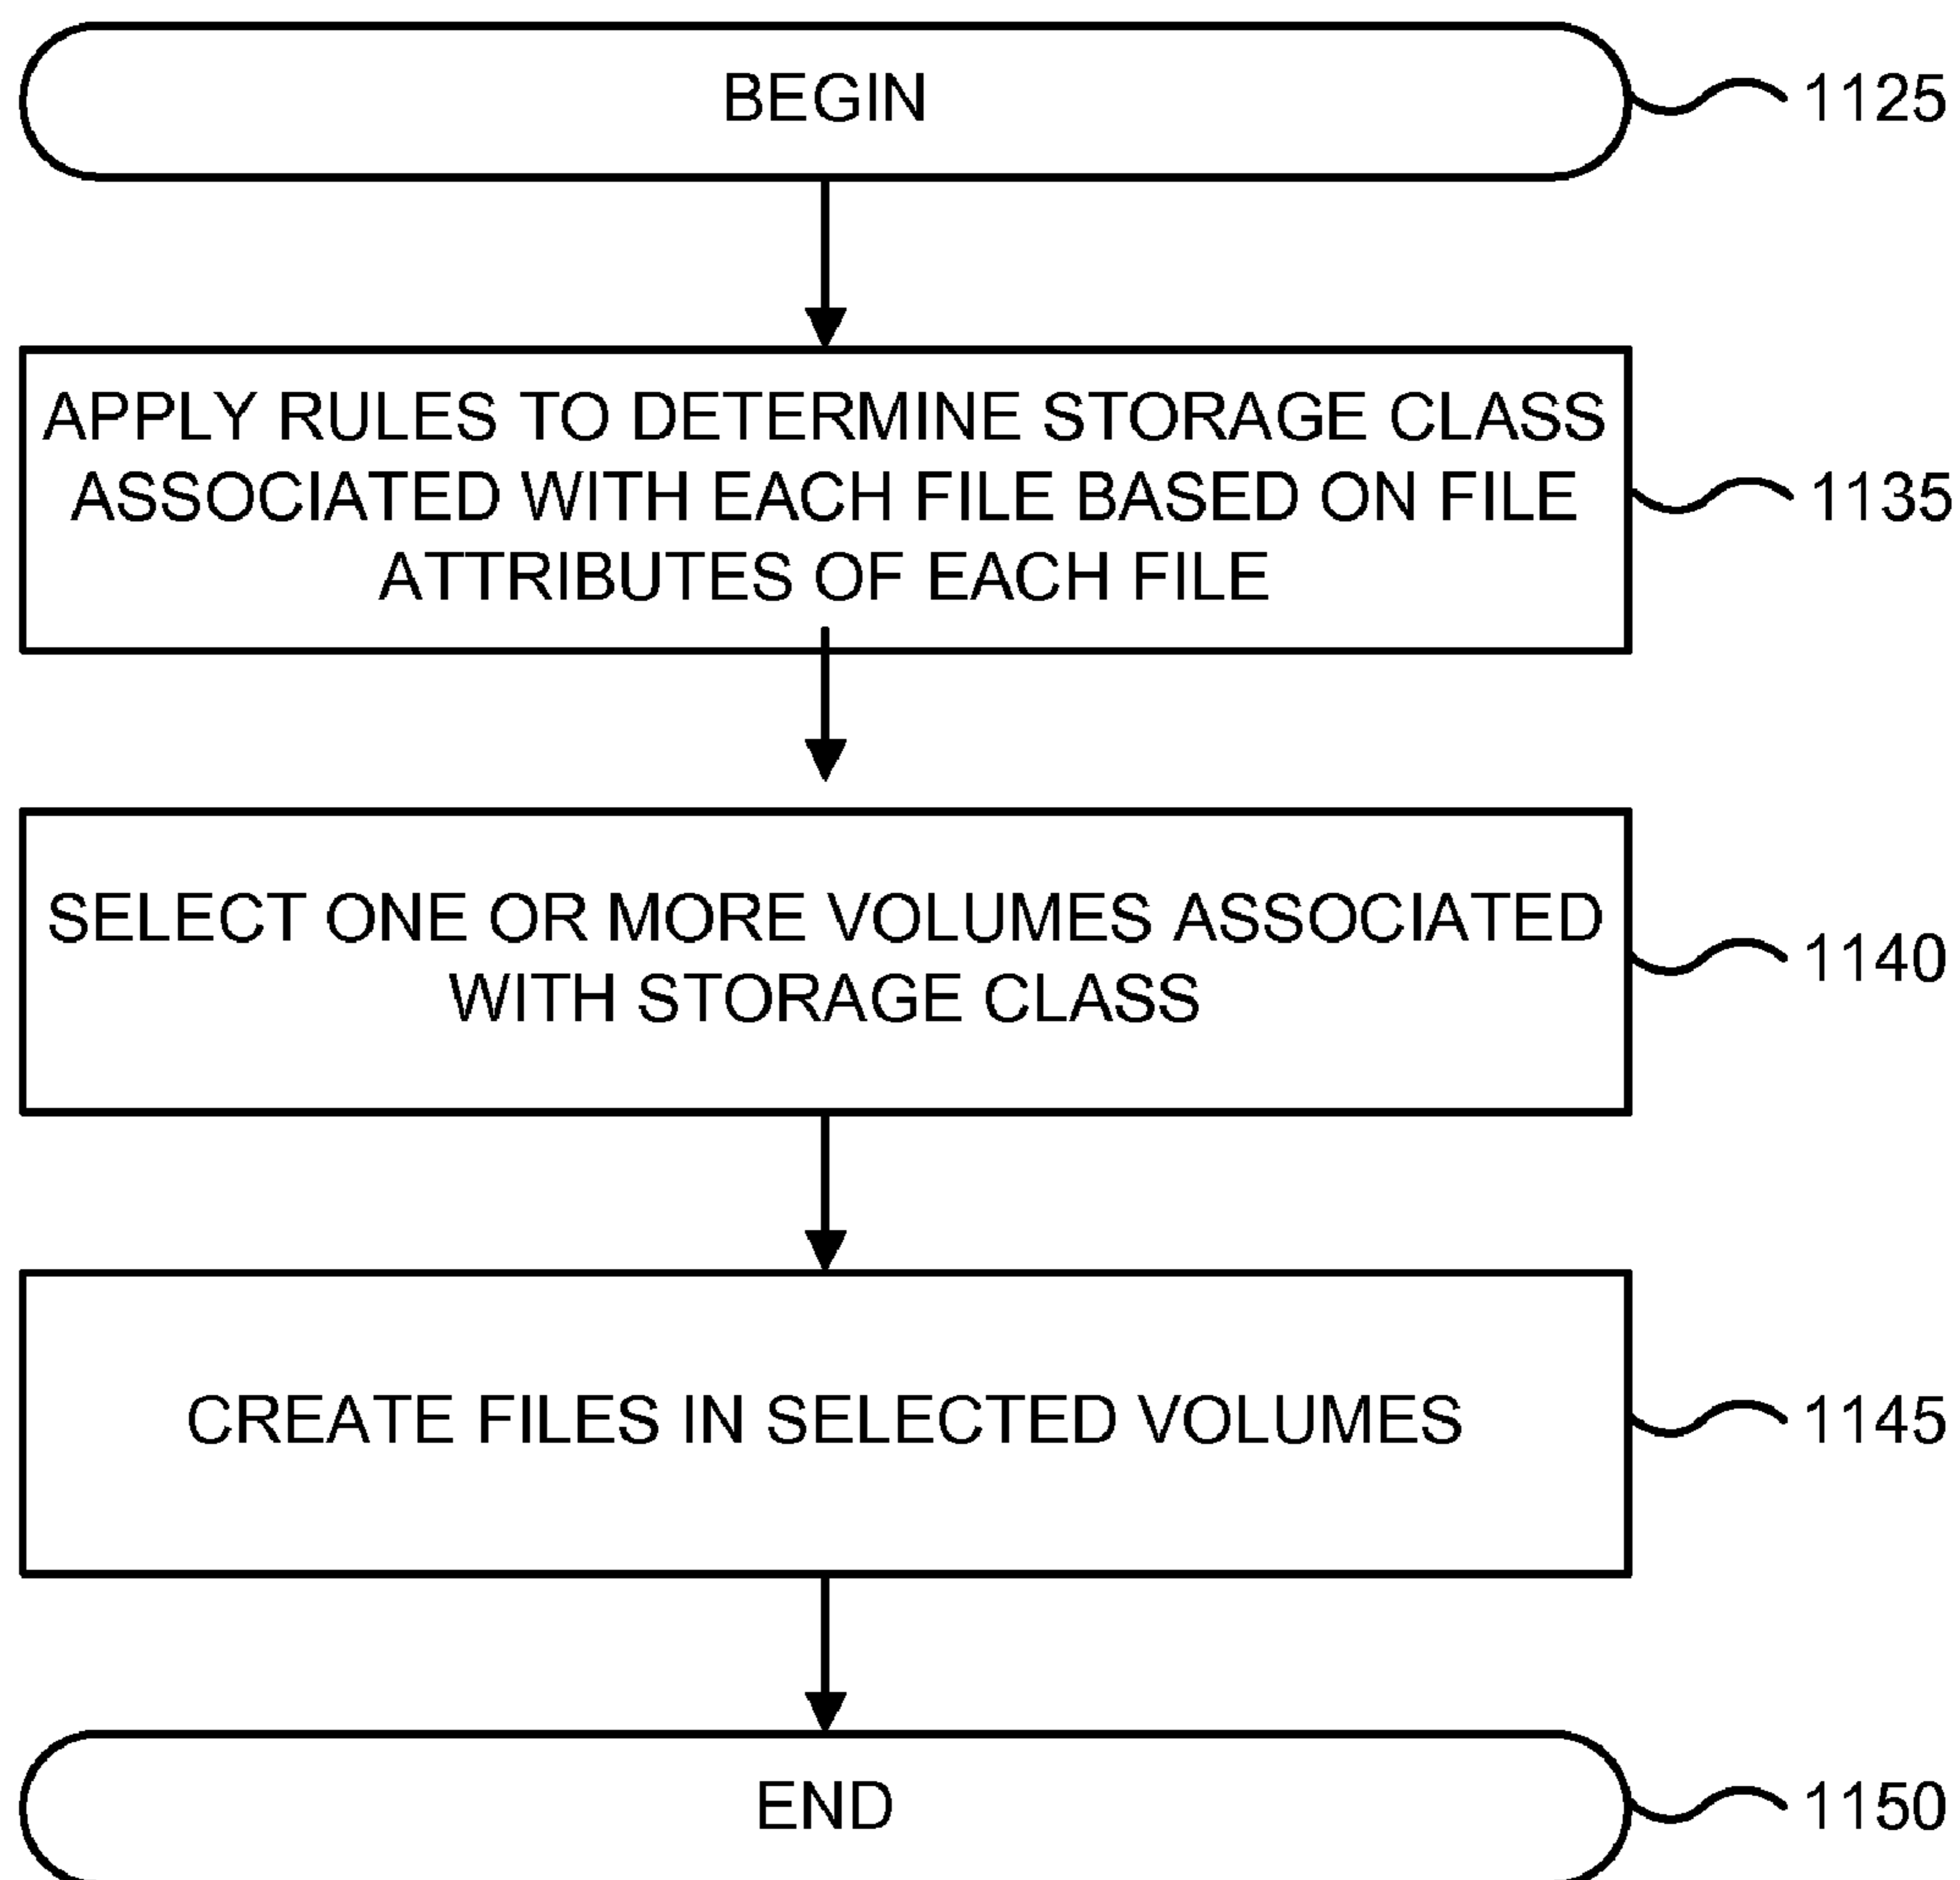 BEGIN
1125
APPLY RULES TO DETERMINE STORAGE CLASS
ASSOCIATED WITH EACH FILE BASED ON FILE
ATTRIBUTES OF EACH FILE
1135
SELECT ONE OR MORE VOLUMES ASSOCIATED
WITH STORAGE CLASS
1140
CREATE FILES IN SELECTED VOLUMES
1145
END
1150